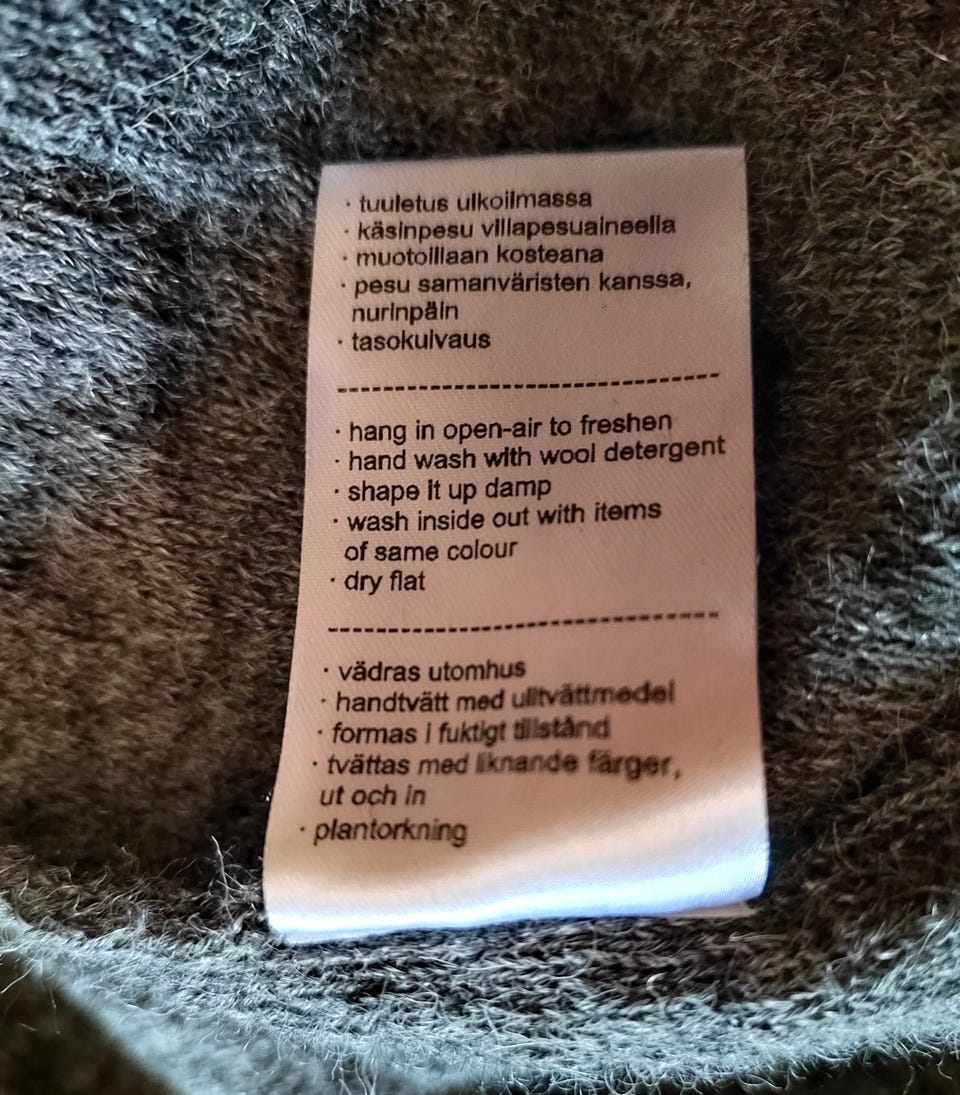 · tuuletus ulkoilmassa
· käsinpesu villapesuaineella
· muotoillaan kosteana
· pesu samanväristen kanssa,
nurinpäin
· tasokuivaus
--------------------------------------
· hang in open-air to freshen
· hand wash with wool detergent
· shape it up damp
· wash inside out with items
of same colour
· dry flat
--------------------------------------
· vädras utomhus
· handtvätt med ulltvättmedel
· formas i fuktigt tillstånd
· tvättas med liknande färger,
ut och in
· plantorkning